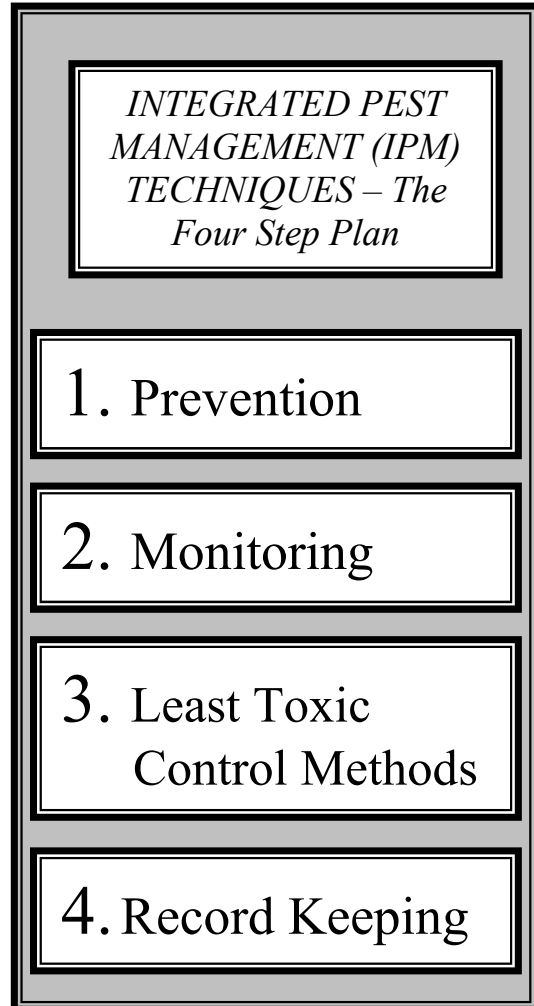 INTEGRATED PEST
MANAGEMENT (IPM)
TECHNIQUES – The
Four Step Plan
1. Prevention
2. Monitoring
3. Least Toxic
Control Methods
4. Record Keeping